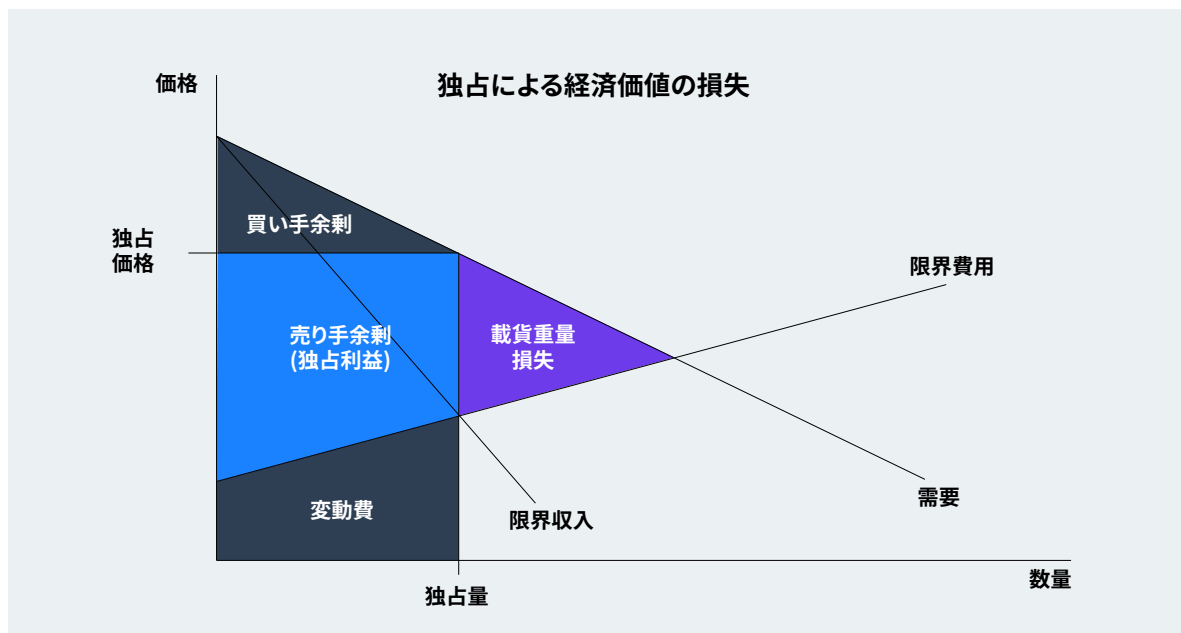 独占による経済価値の損失
価格
買い手余剰
独占
価格
限界費用
売り手余剰
(独占利益)
載貨重量
損失
変動費
限界収入
需要
数量
独占量